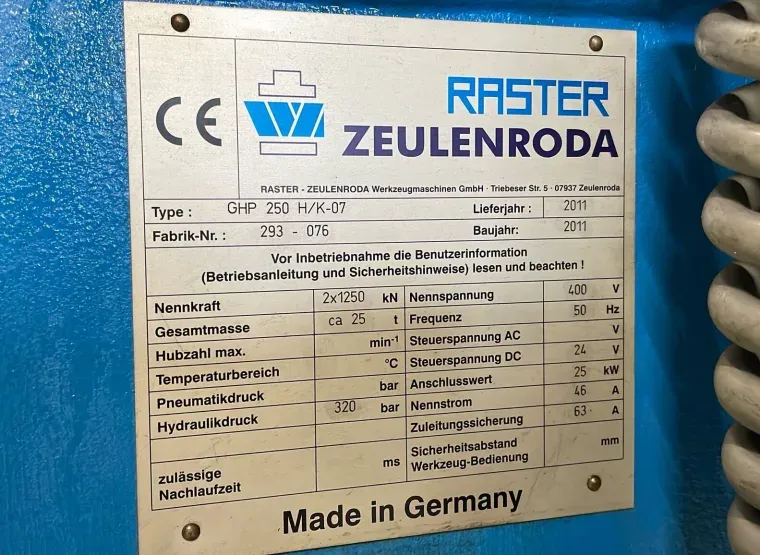 CE
RASTER
ZEULENRODA
RASTER - ZEULENRODA Werkzeugmaschinen GmbH · Triebeser Str. 5 · 07937 Zeulenroda
Type : GHP 250 H/K-07 Lieferjahr : 2011
Fabrik-Nr. : 293 - 076 Baujahr: 2011
Vor Inbetriebnahme die Benutzerinformation
(Betriebsanleitung und Sicherheitshinweise) lesen und beachten !
Nennkraft 2x1250 kN Nennspannung 400 V
Gesamtmasse ca 25 t Frequenz 50 Hz
Hubzahl max. min-1 Steuerspannung AC V
Temperaturbereich °C Steuerspannung DC 24 V
Pneumatikdruck bar Anschlusswert 25 kW
Hydraulikdruck 320 bar Nennstrom 46 A
Zuleitungssicherung 63 A
zulässige Nachlaufzeit ms Sicherheitsabstand Werkzeug-Bedienung mm
Made in Germany